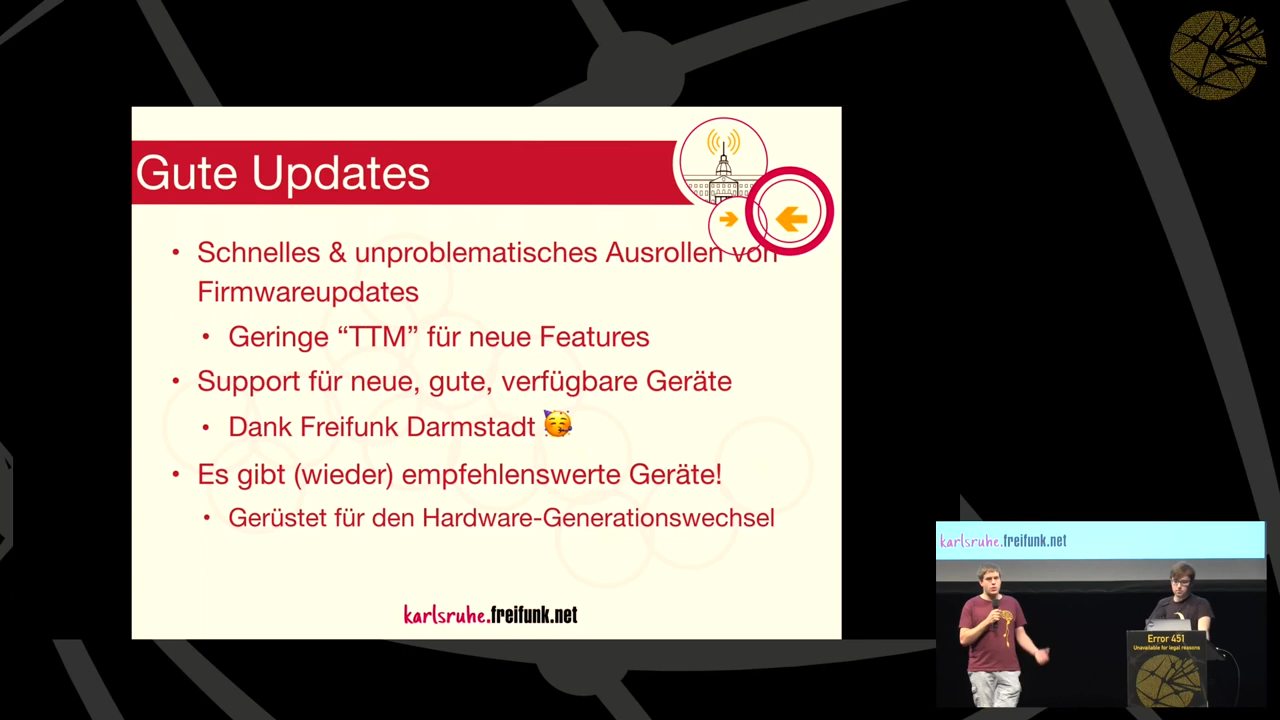 Gute Updates
• Schnelles & unproblematisches Ausrollen von
Firmwareupdates
• Geringe “TTM” für neue Features
• Support für neue, gute, verfügbare Geräte
• Dank Freifunk Darmstadt 🥳
• Es gibt (wieder) empfehlenswerte Geräte!
• Gerüstet für den Hardware-Generationswechsel
karlsruhe.freifunk.net
karlsruhe.freifunk.net
Error 451
Unavailable for legal reasons